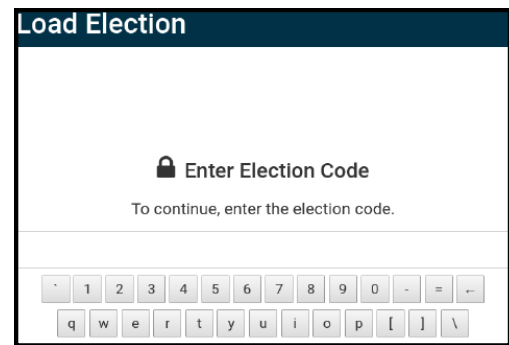 Load Election
Enter Election Code
To continue, enter the election code.
` 1 2 3 4 5 6 7 8 9 0 - = ←
q w e r t y u i o p [ ] \